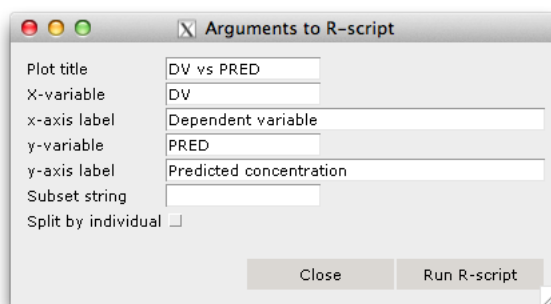 Arguments to R-script
Plot title DV vs PRED
X-variable DV
x-axis label Dependent variable
y-variable PRED
y-axis label Predicted concentration
Subset string
Split by individual
Close Run R-script